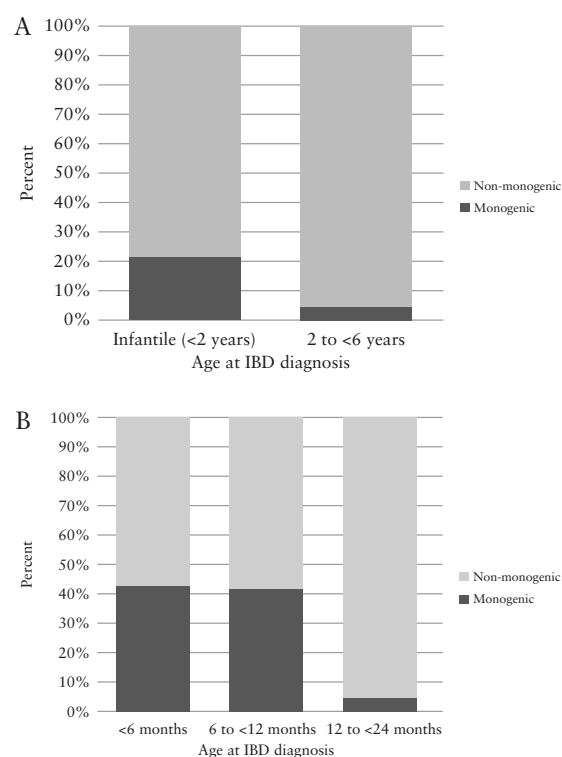 A
100%
90%
80%
70%
60%
50%
40%
30%
20%
10%
0%
Percent
Non-monogenic
Monogenic
Infantile (<2 years) 2 to <6 years
Age at IBD diagnosis
B
100%
90%
80%
70%
60%
50%
40%
30%
20%
10%
0%
Percent
Non-monogenic
Monogenic
<6 months 6 to <12 months 12 to <24 months
Age at IBD diagnosis